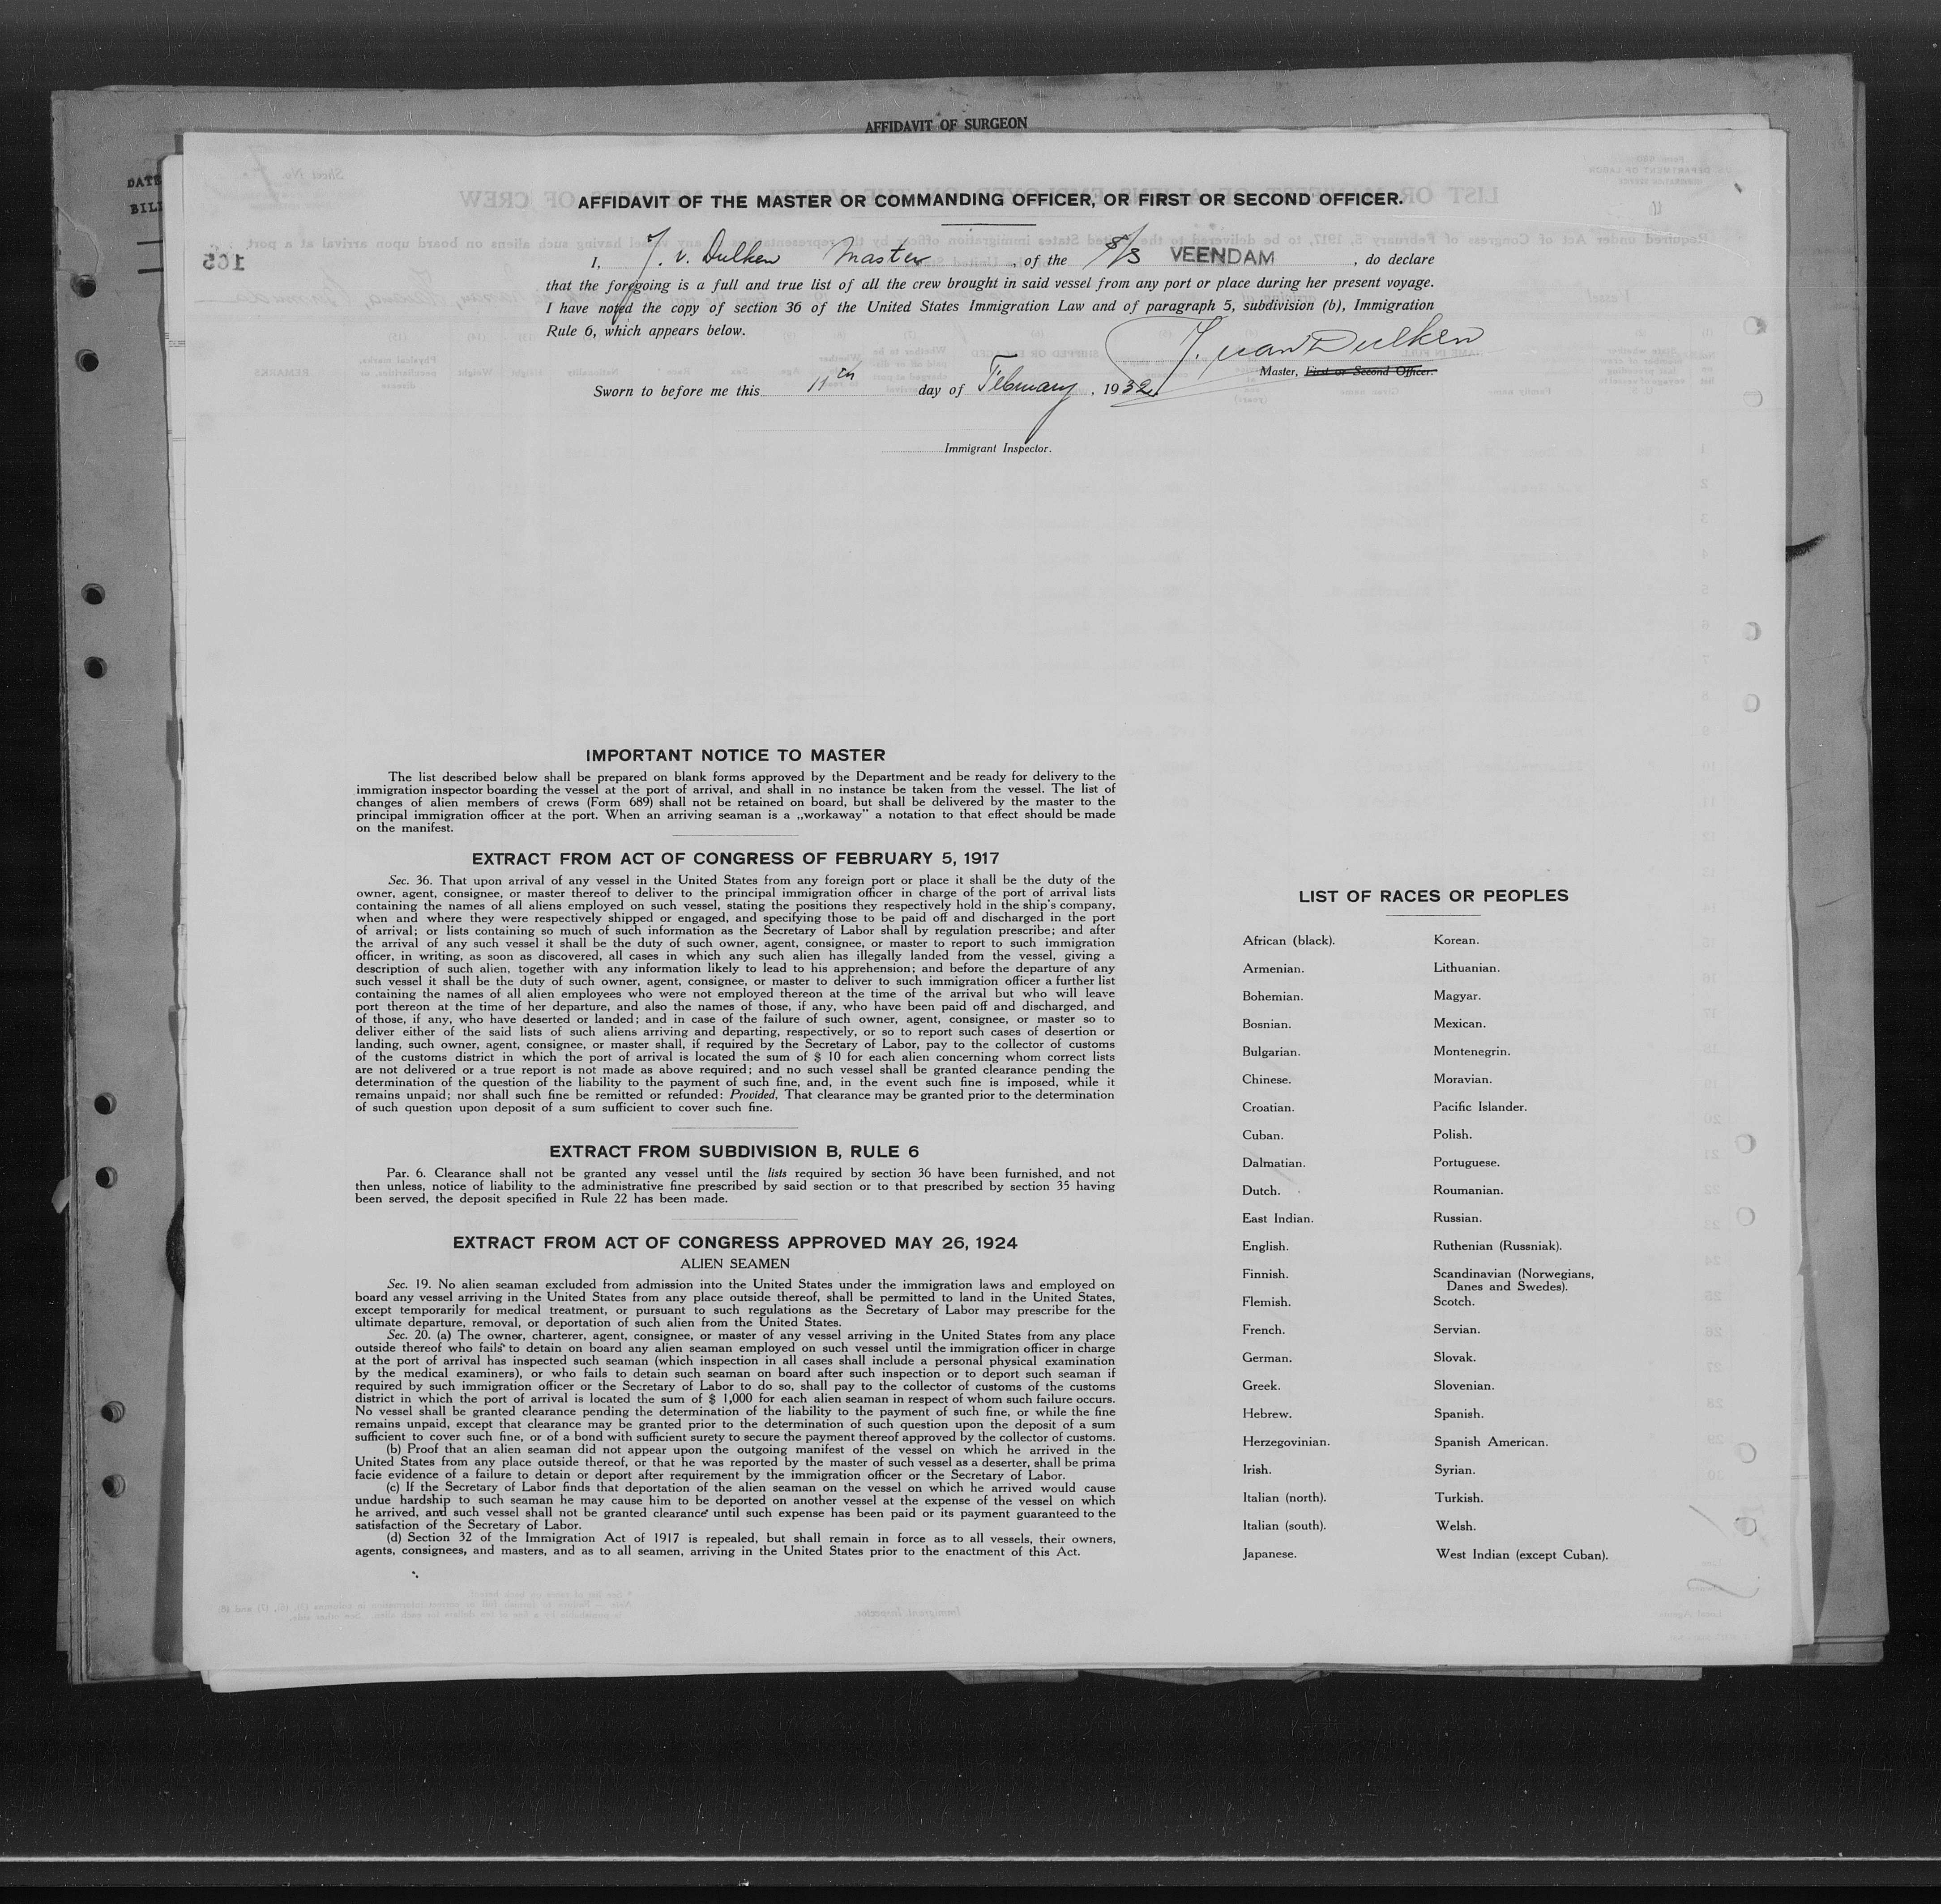 AFFIDAVIT OF SURGEON
DATE
BILL
AFFIDAVIT OF THE MASTER OR COMMANDING OFFICER, OR FIRST OR SECOND OFFICER.
I, J. v. Dulken Master, of the S/S VEENDAM, do declare
that the foregoing is a full and true list of all the crew brought in said vessel from any port or place during her present voyage.
I have noted the copy of section 36 of the United States Immigration Law and of paragraph 5, subdivision (b), Immigration
Rule 6, which appears below.
J. van Dulken
Master, First or Second Officer.
Sworn to before me this 11th day of February, 1932
Immigrant Inspector.
IMPORTANT NOTICE TO MASTER
The list described below shall be prepared on blank forms approved by the Department and be ready for delivery to the
immigration inspector boarding the vessel at the port of arrival, and shall in no instance be taken from the vessel. The list of
changes of alien members of crews (Form 689) shall not be retained on board, but shall be delivered by the master to the
principal immigration officer at the port. When an arriving seaman is a „workaway” a notation to that effect should be made
on the manifest.
EXTRACT FROM ACT OF CONGRESS OF FEBRUARY 5, 1917
Sec. 36. That upon arrival of any vessel in the United States from any foreign port or place it shall be the duty of the
owner, agent, consignee, or master thereof to deliver to the principal immigration officer in charge of the port of arrival lists
containing the names of all aliens employed on such vessel, stating the positions they respectively hold in the ship's company,
when and where they were respectively shipped or engaged, and specifying those to be paid off and discharged in the port
of arrival; or lists containing so much of such information as the Secretary of Labor shall by regulation prescribe; and after
the arrival of any such vessel it shall be the duty of such owner, agent, consignee, or master to report to such immigration
officer, in writing, as soon as discovered, all cases in which any such alien has illegally landed from the vessel, giving a
description of such alien, together with any information likely to lead to his apprehension; and before the departure of any
such vessel it shall be the duty of such owner, agent, consignee, or master to deliver to such immigration officer a further list
containing the names of all alien employees who were not employed thereon at the time of the arrival but who will leave
port thereon at the time of her departure, and also the names of those, if any, who have been paid off and discharged, and
of those, if any, who have deserted or landed; and in case of the failure of such owner, agent, consignee, or master so to
deliver either of the said lists of such aliens arriving and departing, respectively, or so to report such cases of desertion or
landing, such owner, agent, consignee, or master shall, if required by the Secretary of Labor, pay to the collector of customs
of the customs district in which the port of arrival is located the sum of $ 10 for each alien concerning whom correct lists
are not delivered or a true report is not made as above required; and no such vessel shall be granted clearance pending the
determination of the question of the liability to the payment of such fine, and, in the event such fine is imposed, while it
remains unpaid; nor shall such fine be remitted or refunded: Provided, That clearance may be granted prior to the determination
of such question upon deposit of a sum sufficient to cover such fine.
EXTRACT FROM SUBDIVISION B, RULE 6
Par. 6. Clearance shall not be granted any vessel until the lists required by section 36 have been furnished, and not
then unless, notice of liability to the administrative fine prescribed by said section or to that prescribed by section 35 having
been served, the deposit specified in Rule 22 has been made.
EXTRACT FROM ACT OF CONGRESS APPROVED MAY 26, 1924
ALIEN SEAMEN
Sec. 19. No alien seaman excluded from admission into the United States under the immigration laws and employed on
board any vessel arriving in the United States from any place outside thereof, shall be permitted to land in the United States,
except temporarily for medical treatment, or pursuant to such regulations as the Secretary of Labor may prescribe for the
ultimate departure, removal, or deportation of such alien from the United States.
Sec. 20. (a) The owner, charterer, agent, consignee, or master of any vessel arriving in the United States from any place
outside thereof who fails to detain on board any alien seaman employed on such vessel until the immigration officer in charge
at the port of arrival has inspected such seaman (which inspection in all cases shall include a personal physical examination
by the medical examiners), or who fails to detain such seaman on board after such inspection or to deport such seaman if
required by such immigration officer or the Secretary of Labor to do so, shall pay to the collector of customs of the customs
district in which the port of arrival is located the sum of $ 1,000 for each alien seaman in respect of whom such failure occurs.
No vessel shall be granted clearance pending the determination of the liability to the payment of such fine, or while the fine
remains unpaid, except that clearance may be granted prior to the determination of such question upon the deposit of a sum
sufficient to cover such fine, or of a bond with sufficient surety to secure the payment thereof approved by the collector of customs.
(b) Proof that an alien seaman did not appear upon the outgoing manifest of the vessel on which he arrived in the
United States from any place outside thereof, or that he was reported by the master of such vessel as a deserter, shall be prima
facie evidence of a failure to detain or deport after requirement by the immigration officer or the Secretary of Labor.
(c) If the Secretary of Labor finds that deportation of the alien seaman on the vessel on which he arrived would cause
undue hardship to such seaman he may cause him to be deported on another vessel at the expense of the vessel on which
he arrived, and such vessel shall not be granted clearance until such expense has been paid or its payment guaranteed to the
satisfaction of the Secretary of Labor.
(d) Section 32 of the Immigration Act of 1917 is repealed, but shall remain in force as to all vessels, their owners,
agents, consignees, and masters, and as to all seamen, arriving in the United States prior to the enactment of this Act.
LIST OF RACES OR PEOPLES
African (black).
Armenian.
Bohemian.
Bosnian.
Bulgarian.
Chinese.
Croatian.
Cuban.
Dalmatian.
Dutch.
East Indian.
English.
Finnish.
Flemish.
French.
German.
Greek.
Hebrew.
Herzegovinian.
Irish.
Italian (north).
Italian (south).
Japanese.
Korean.
Lithuanian.
Magyar.
Mexican.
Montenegrin.
Moravian.
Pacific Islander.
Polish.
Portuguese.
Roumanian.
Russian.
Ruthenian (Russniak).
Scandinavian (Norwegians,
Danes and Swedes).
Scotch.
Servian.
Slovak.
Slovenian.
Spanish.
Spanish American.
Syrian.
Turkish.
Welsh.
West Indian (except Cuban).